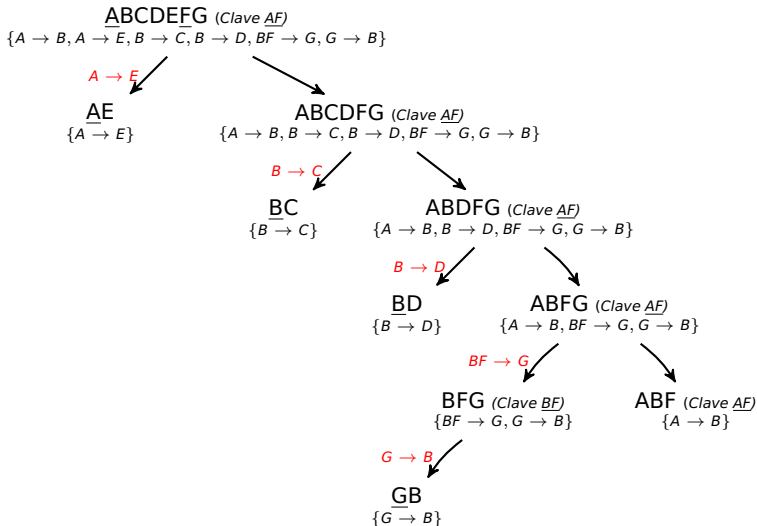 ABCDEFG (Clave AF)
{A → B, A → E, B → C, B → D, BF → G, G → B}
A → E
AE
{A → E}
ABCDFG (Clave AF)
{A → B, B → C, B → D, BF → G, G → B}
B → C
BC
{B → C}
ABDFG (Clave AF)
{A → B, B → D, BF → G, G → B}
B → D
BD
{B → D}
ABFG (Clave AF)
{A → B, BF → G, G → B}
BF → G
BFG (Clave BF)
{BF → G, G → B}
ABF (Clave AF)
{A → B}
G → B
GB
{G → B}